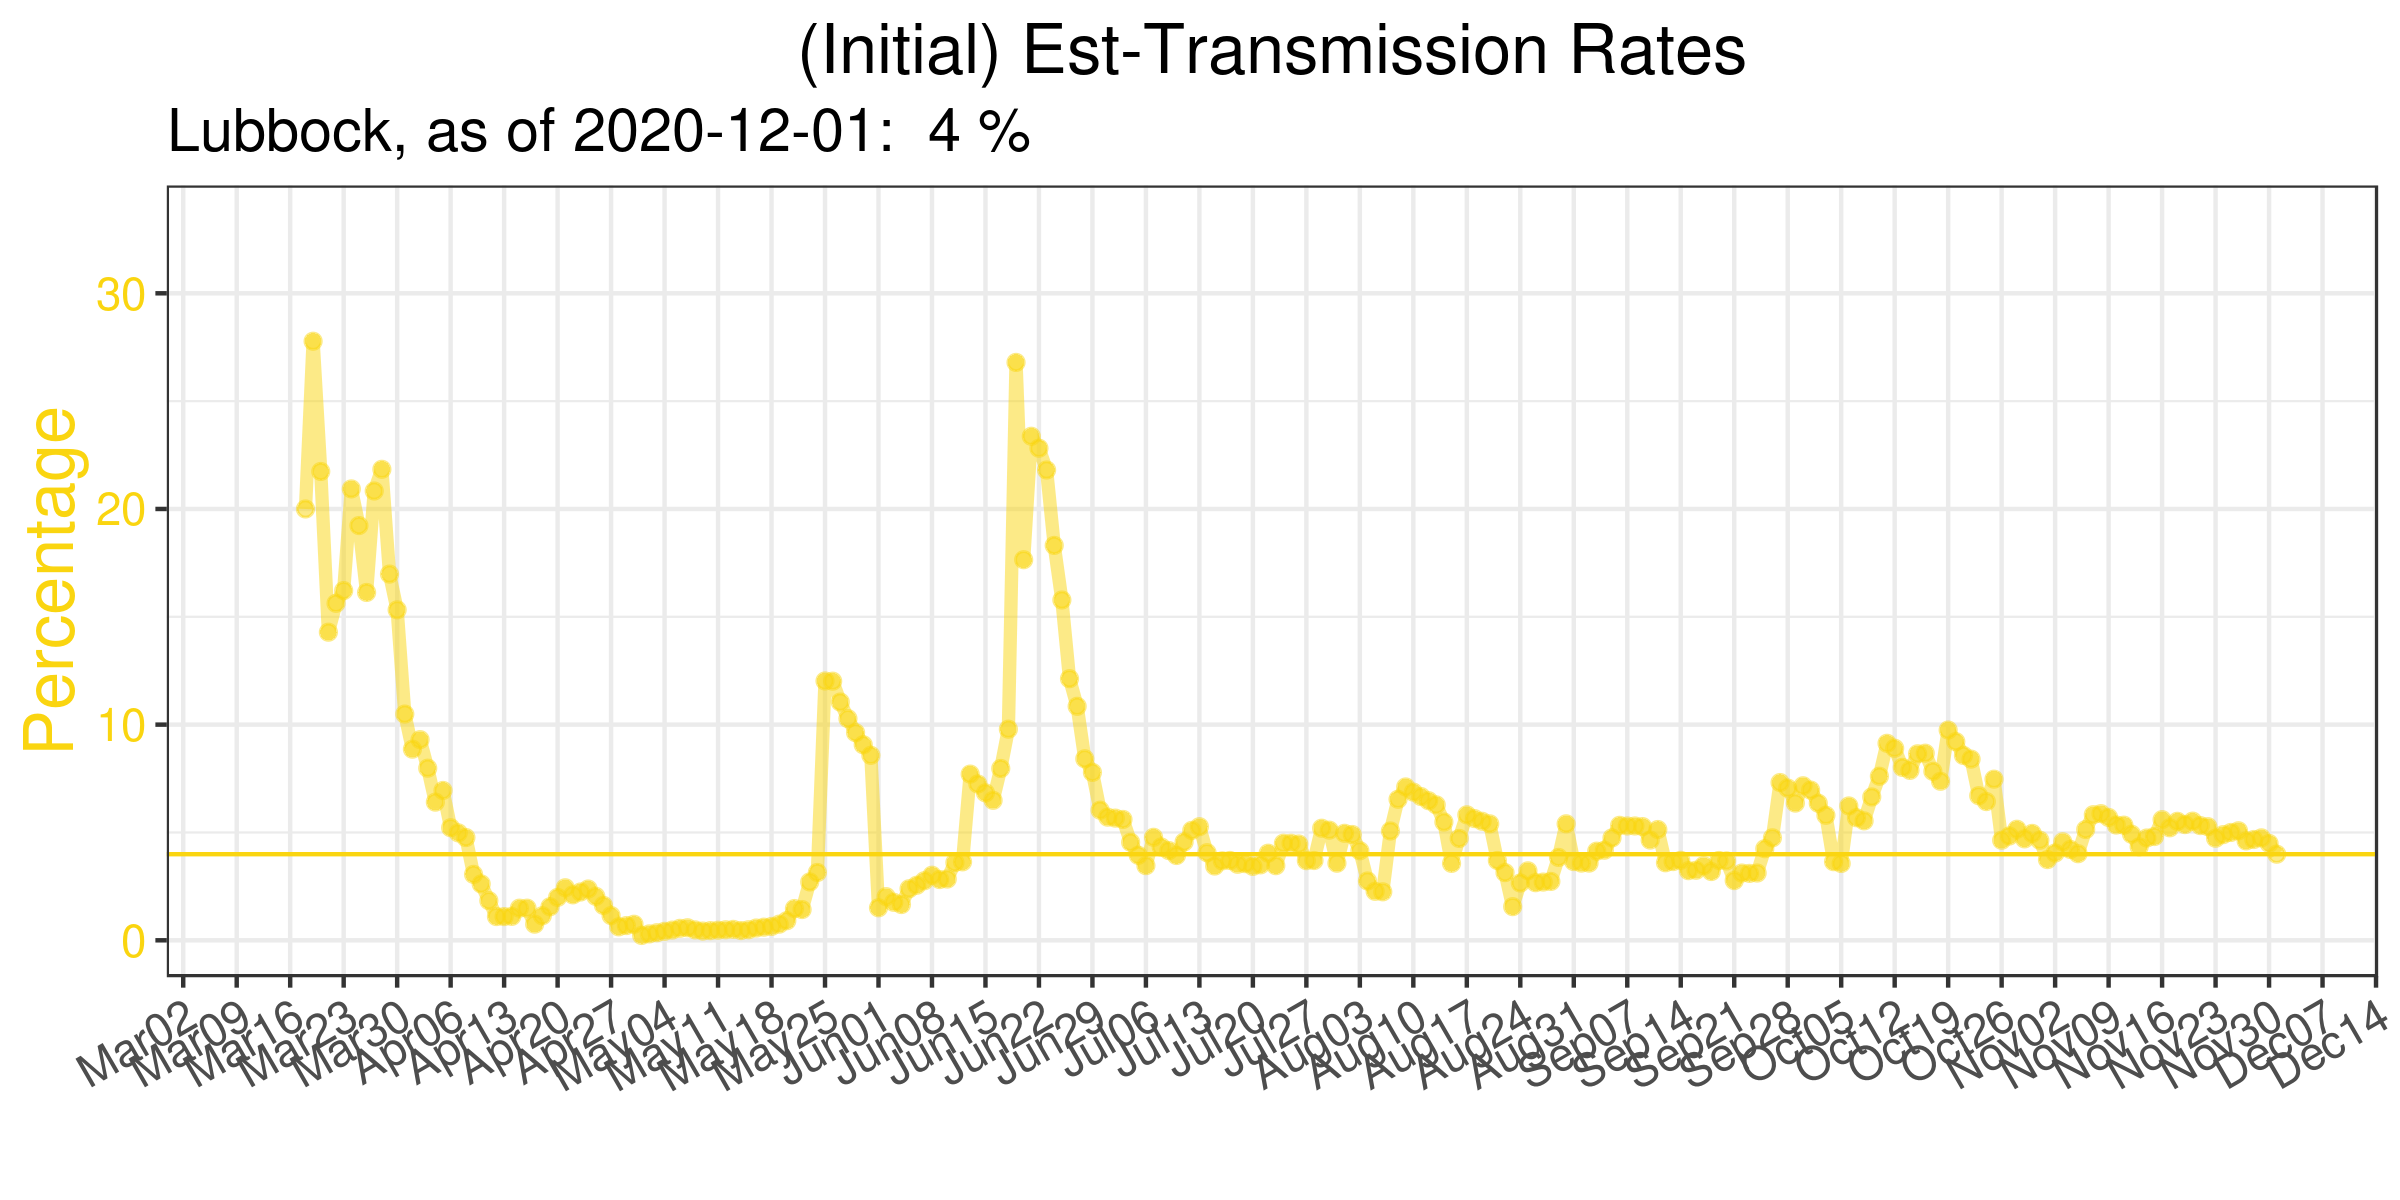 (Initial) Est-Transmission Rates
Lubbock, as of 2020-12-01:  4 %
Percentage
30
20
10
0
Mar02
Mar09
Mar16
Mar23
Mar30
Apr06
Apr13
Apr20
Apr27
May04
May11
May18
May25
Jun01
Jun08
Jun15
Jun22
Jun29
Jul06
Jul13
Jul20
Jul27
Aug03
Aug10
Aug17
Aug24
Aug31
Sep07
Sep14
Sep21
Sep28
Oct05
Oct12
Oct19
Oct26
Nov02
Nov09
Nov16
Nov23
Nov30
Dec07
Dec14